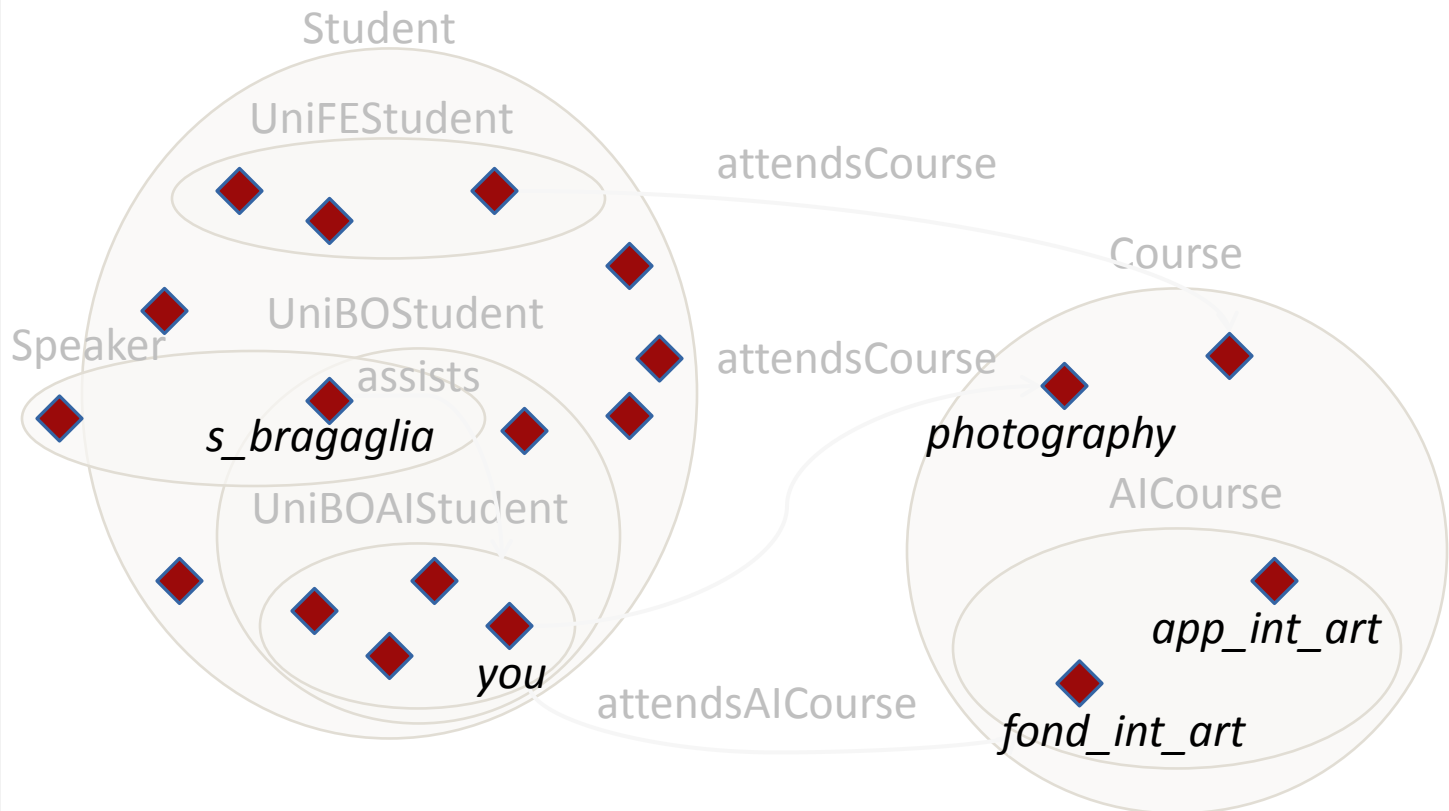 Student
UniFEStudent
attendsCourse
Course
UniBOStudent
Speaker
assists
attendsCourse
s_bragaglia
photography
UniBOAIStudent
AICourse
app_int_art
you
attendsAICourse
fond_int_art